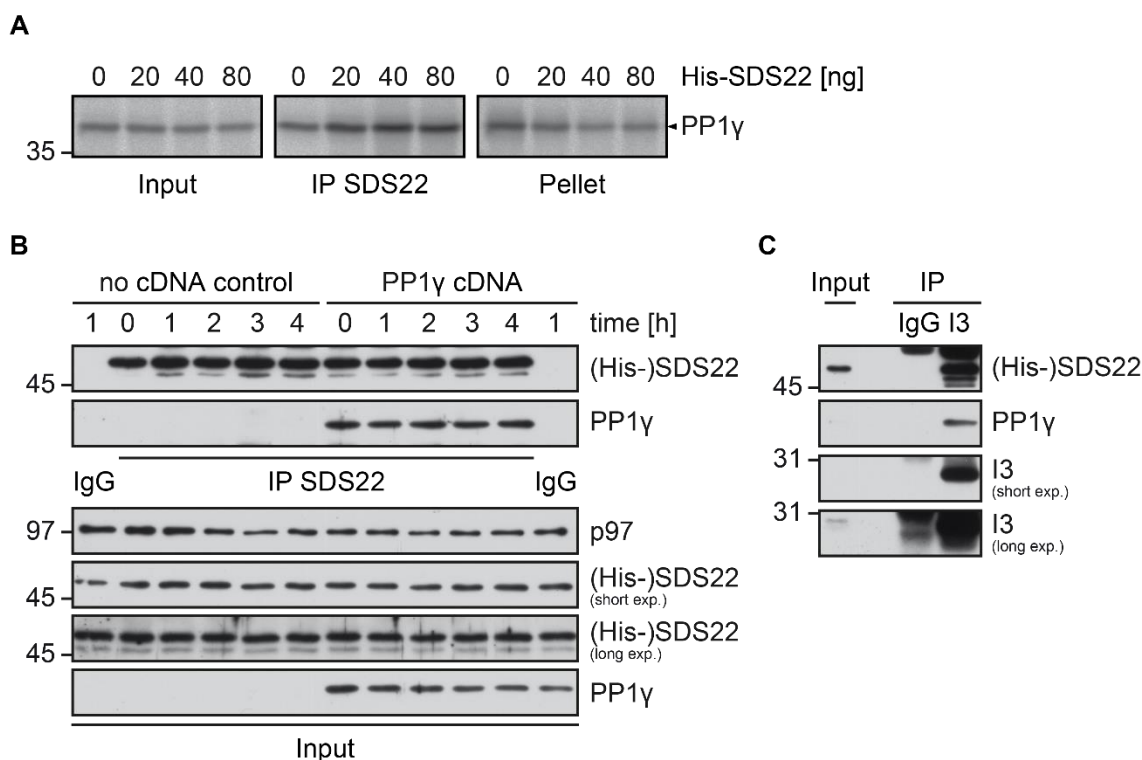 A
0 20 40 80 0 20 40 80 0 20 40 80 His-SDS22 [ng]
PP1γ
35
Input IP SDS22 Pellet
B
no cDNA control PP1γ cDNA
1 0 1 2 3 4 0 1 2 3 4 1 time [h]
(His-)SDS22
45
PP1γ
IgG IP SDS22 IgG
97 p97
(His-)SDS22
45 (short exp.)
(His-)SDS22
45 (long exp.)
PP1γ
Input
C
Input IP
IgG I3
(His-)SDS22
45
PP1γ
31
I3
(short exp.)
31
I3
(long exp.)